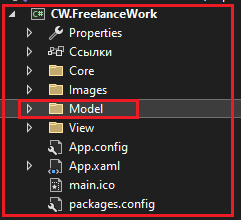 C# CW.FreelanceWork
Properties
Ссылки
Core
Images
Model
View
App.config
App.xaml
main.ico
packages.config